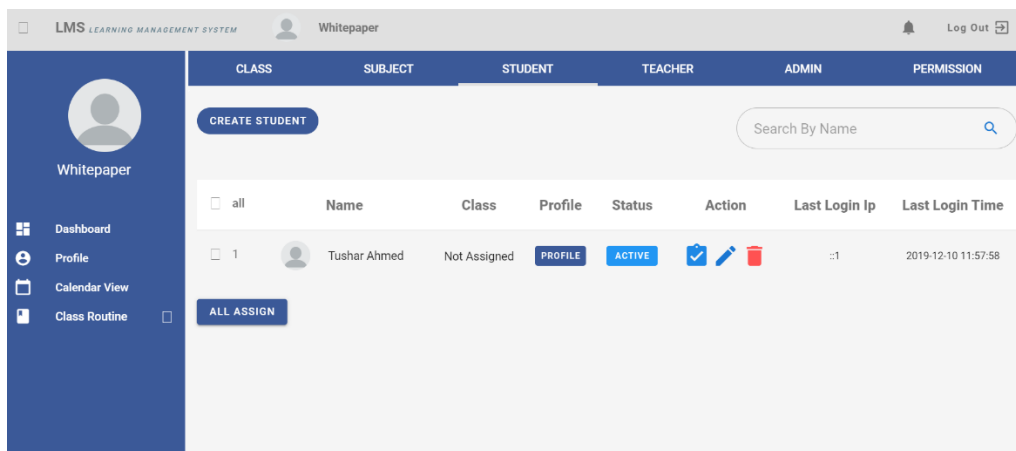 LMS LEARNING MANAGEMENT SYSTEM Whitepaper Log Out
CLASS SUBJECT STUDENT TEACHER ADMIN PERMISSION
CREATE STUDENT
Search By Name
Whitepaper
Dashboard
Profile
Calendar View
Class Routine
all Name Class Profile Status Action Last Login Ip Last Login Time
1 Tushar Ahmed Not Assigned PROFILE ACTIVE ::1 2019-12-10 11:57:58
ALL ASSIGN